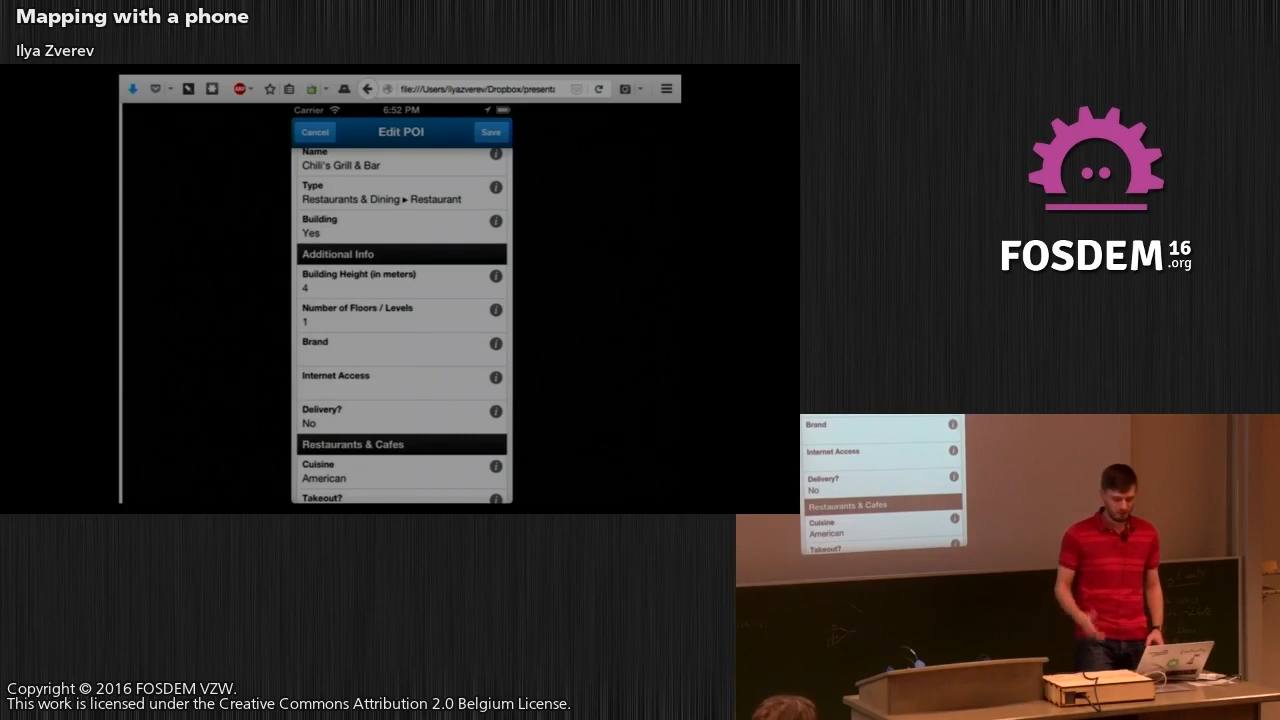 Mapping with a phone
Ilya Zverev
file:///Users/ilyazverev/Dropbox/present
Carrier
6:52 PM
Cancel
Edit POI
Save
Name
Chili's Grill & Bar
Type
Restaurants & Dining ▸ Restaurant
Building
Yes
Additional Info
Building Height (in meters)
4
Number of Floors / Levels
1
Brand
Internet Access
Delivery?
No
Restaurants & Cafes
Cuisine
American
Takeout?
FOSDEM 16
.org
Brand
Internet Access
Delivery?
No
Restaurants & Cafes
Cuisine
American
Takeout?
Copyright © 2016 FOSDEM VZW.
This work is licensed under the Creative Commons Attribution 2.0 Belgium License.